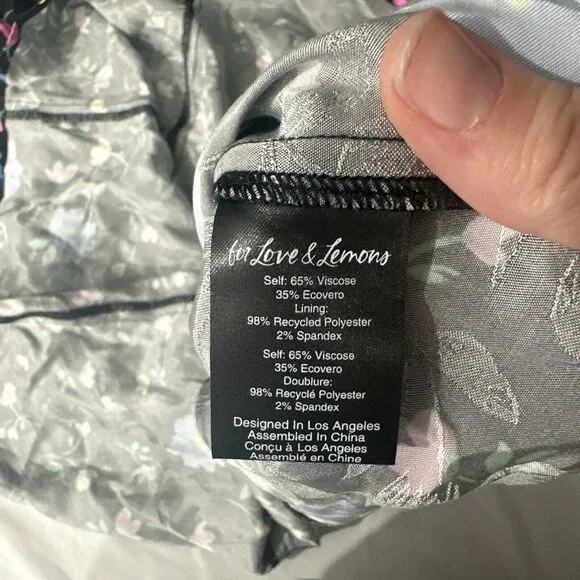 for Love & Lemons
Self: 65% Viscose
35% Ecovero
Lining:
98% Recycled Polyester
2% Spandex
Self: 65% Viscose
35% Ecovero
Doublure:
98% Recyclé Polyester
2% Spandex
Designed In Los Angeles
Assembled In China
Conçu à Los Angeles
Assemblé en Chine